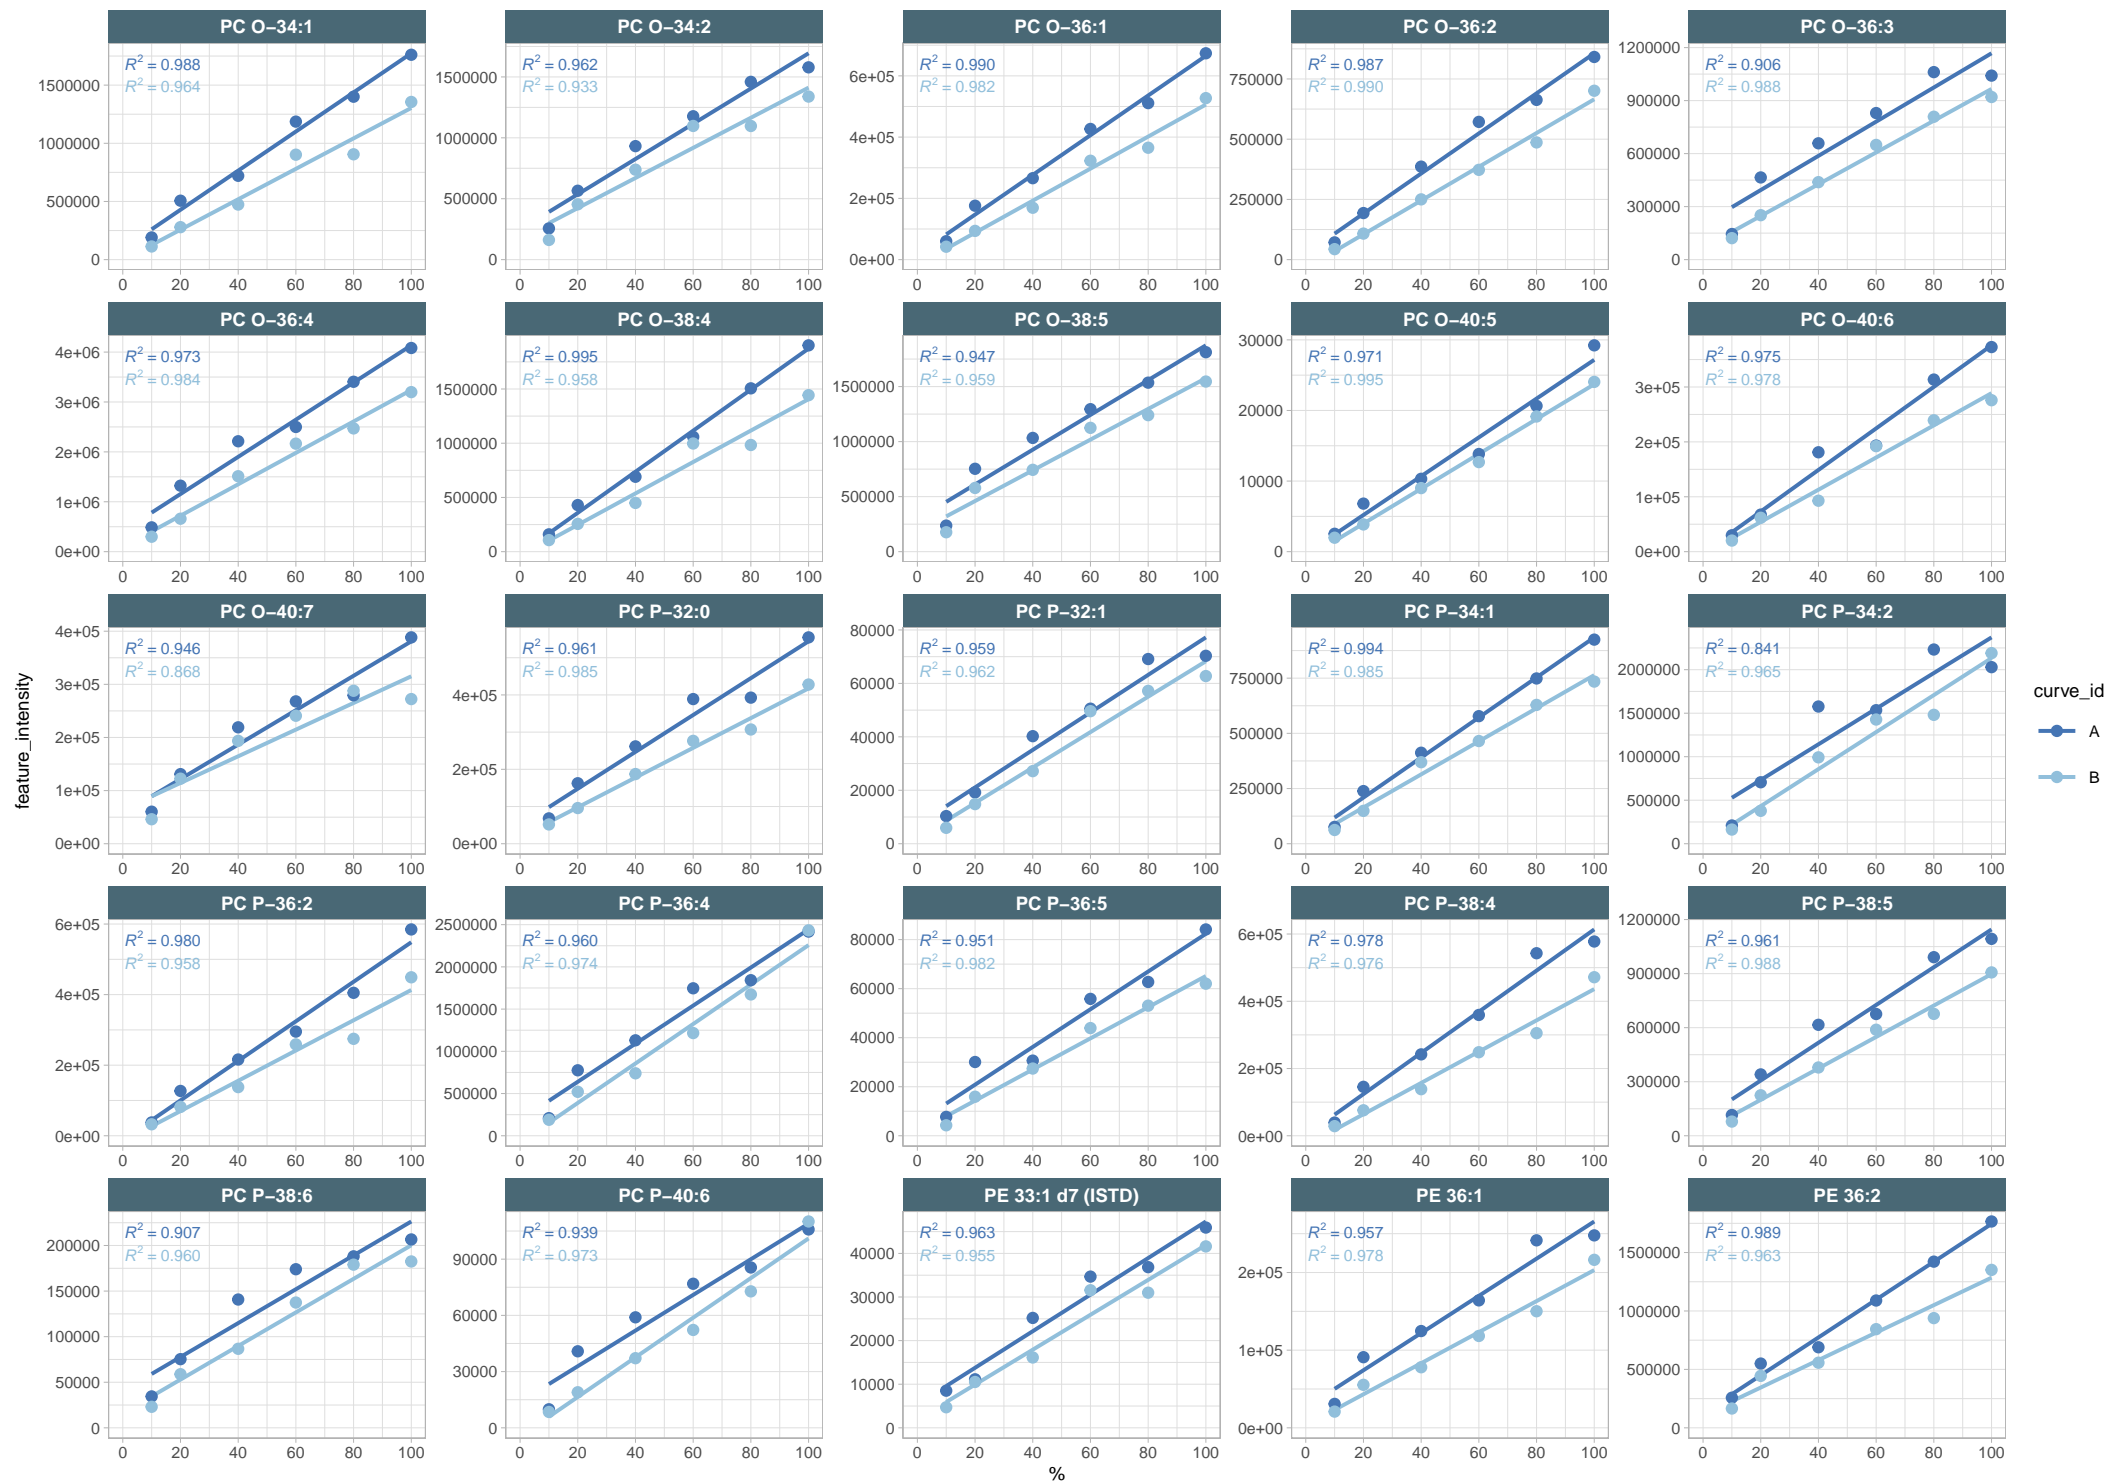 PC O−34:1
PC O−34:2
PC O−36:1
PC O−36:2
PC O−36:3
R² = 0.988
R² = 0.964
0
500000
1000000
1500000
0 20 40 60 80 100
R² = 0.962
R² = 0.933
0
500000
1000000
1500000
0 20 40 60 80 100
R² = 0.990
R² = 0.982
0e+00
2e+05
4e+05
6e+05
0 20 40 60 80 100
R² = 0.987
R² = 0.990
0
250000
500000
750000
0 20 40 60 80 100
R² = 0.906
R² = 0.988
0
300000
600000
900000
1200000
0 20 40 60 80 100
PC O−36:4
PC O−38:4
PC O−38:5
PC O−40:5
PC O−40:6
R² = 0.973
R² = 0.984
0e+00
1e+06
2e+06
3e+06
4e+06
0 20 40 60 80 100
R² = 0.995
R² = 0.958
0
500000
1000000
1500000
0 20 40 60 80 100
R² = 0.947
R² = 0.959
0
500000
1000000
1500000
0 20 40 60 80 100
R² = 0.971
R² = 0.995
0
10000
20000
30000
0 20 40 60 80 100
R² = 0.975
R² = 0.978
0e+00
1e+05
2e+05
3e+05
0 20 40 60 80 100
PC O−40:7
PC P−32:0
PC P−32:1
PC P−34:1
PC P−34:2
R² = 0.946
R² = 0.868
0e+00
1e+05
2e+05
3e+05
4e+05
0 20 40 60 80 100
R² = 0.961
R² = 0.985
0e+00
2e+05
4e+05
0 20 40 60 80 100
R² = 0.959
R² = 0.962
0
20000
40000
60000
80000
0 20 40 60 80 100
R² = 0.994
R² = 0.985
0
250000
500000
750000
0 20 40 60 80 100
R² = 0.841
R² = 0.965
0
500000
1000000
1500000
2000000
0 20 40 60 80 100
PC P−36:2
PC P−36:4
PC P−36:5
PC P−38:4
PC P−38:5
R² = 0.980
R² = 0.958
0e+00
2e+05
4e+05
6e+05
0 20 40 60 80 100
R² = 0.960
R² = 0.974
0
500000
1000000
1500000
2000000
2500000
0 20 40 60 80 100
R² = 0.951
R² = 0.982
0
20000
40000
60000
80000
0 20 40 60 80 100
R² = 0.978
R² = 0.976
0e+00
2e+05
4e+05
6e+05
0 20 40 60 80 100
R² = 0.961
R² = 0.988
0
300000
600000
900000
1200000
0 20 40 60 80 100
PC P−38:6
PC P−40:6
PE 33:1 d7 (ISTD)
PE 36:1
PE 36:2
R² = 0.907
R² = 0.960
0
50000
100000
150000
200000
0 20 40 60 80 100
R² = 0.939
R² = 0.973
0
30000
60000
90000
0 20 40 60 80 100
R² = 0.963
R² = 0.955
0
10000
20000
30000
40000
0 20 40 60 80 100
R² = 0.957
R² = 0.978
0e+00
1e+05
2e+05
0 20 40 60 80 100
R² = 0.989
R² = 0.963
0
500000
1000000
1500000
0 20 40 60 80 100
%
feature_intensity
curve_id
A
B